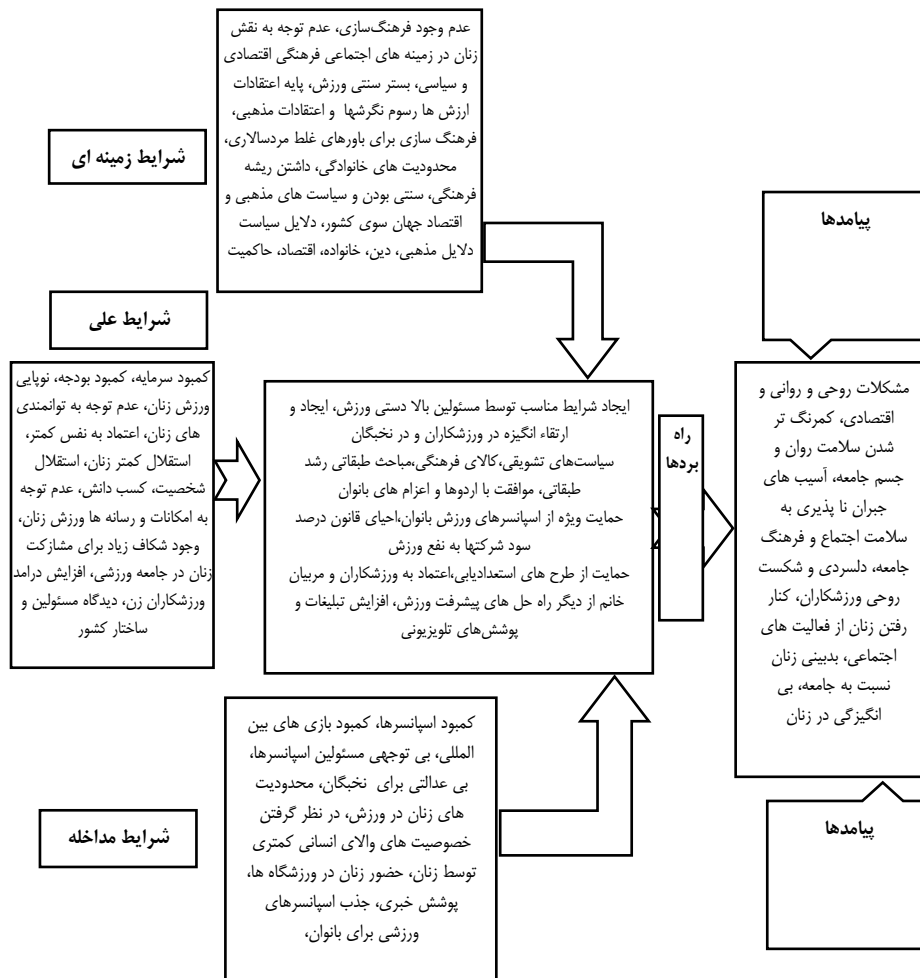 عدم وجود فرهنگ‌سازی، عدم توجه به نقش
زنان در زمینه های اجتماعی فرهنگی اقتصادی
و سیاسی، بستر سنتی ورزش، پایه اعتقادات
ارزش ها رسوم نگرشها و اعتقادات مذهبی،
فرهنگ سازی برای باورهای غلط مردسالاری،
محدودیت های خانوادگی، داشتن ریشه
فرهنگی، سنتی بودن و سیاست های مذهبی و
اقتصاد جهان سوی کشور، دلایل سیاست
دلایل مذهبی، دین، خانواده، اقتصاد، حاکمیت
شرایط زمینه ای
پیامدها
شرایط علی
کمبود سرمایه، کمبود بودجه، نوپایی
ورزش زنان، عدم توجه به توانمندی
های زنان، اعتماد به نفس کمتر،
استقلال کمتر زنان، استقلال
شخصیت، کسب دانش، عدم توجه
به امکانات و رسانه ها ورزش زنان،
وجود شکاف زیاد برای مشازکت
زنان در جامعه ورزشی، افزایش درامد
ورزشکاران زن، دیدگاه مسئولین و
ساختار کشور
ایجاد شرایط مناسب توسط مسئولین بالا دستی ورزش، ایجاد و
ارتقاء انگیزه در ورزشکاران و در نخبگان
سیاست‌های تشویقی،کالای فرهنگی،مباحث طبقاتی رشد
طبقاتی، موافقت با اردوها و اعزام های بانوان
حمایت ویژه از اسپانسرهای ورزش بانوان،احیای قانون درصد
سود شرکتها به نفع ورزش
حمایت از طرح های استعدادیابی،اعتماد به ورزشکاران و مربیان
خانم از دیگر راه حل های پیشرفت ورزش، افزایش تبلیغات و
پوشش‌های تلویزیونی
راه
بردها
مشکلات روحی و روانی و
اقتصادی، کمرنگ تر
شدن سلامت روان و
جسم جامعه، آسیب های
جبران نا پذیری به
سلامت اجتماع و فرهنگ
جامعه، دلسردی و شکست
روحی ورزشکاران، کنار
رفتن زنان از فعالیت های
اجتماعی، بدبینی زنان
نسبت به جامعه، بی
انگیزگی در زنان
کمبود اسپانسرها، کمبود بازی های بین
المللی، بی توجهی مسئولین اسپانسرها،
بی عدالتی برای نخبگان، محدودیت
های زنان در ورزش، در نظر گرفتن
خصوصیت های والای انسانی کمتری
توسط زنان، حضور زنان در ورزشگاه ها،
پوشش خبری، جذب اسپانسرهای
ورزشی برای بانوان،
شرایط مداخله
پیامدها